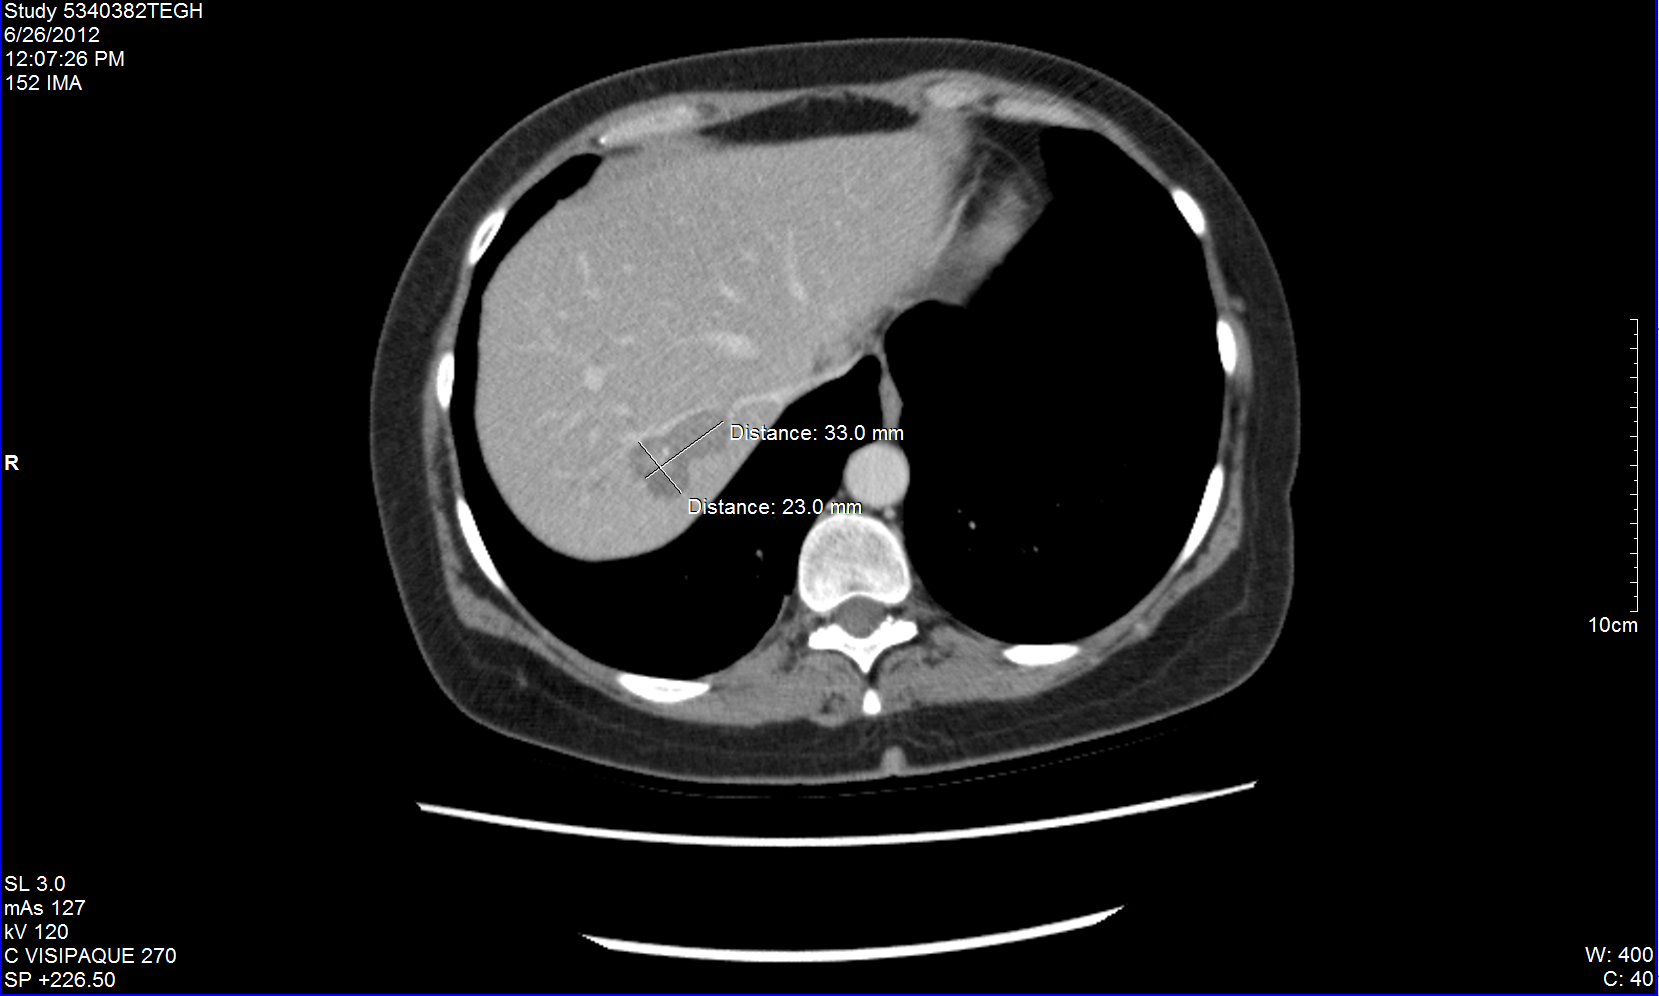 Study 5340382TEGH
6/26/2012
12:07:26 PM
152 IMA
R
Distance: 33.0 mm
Distance: 23.0 mm
10cm
SL 3.0
mAs 127
kV 120
C VISIPAQUE 270
SP +226.50
W: 400
C: 40